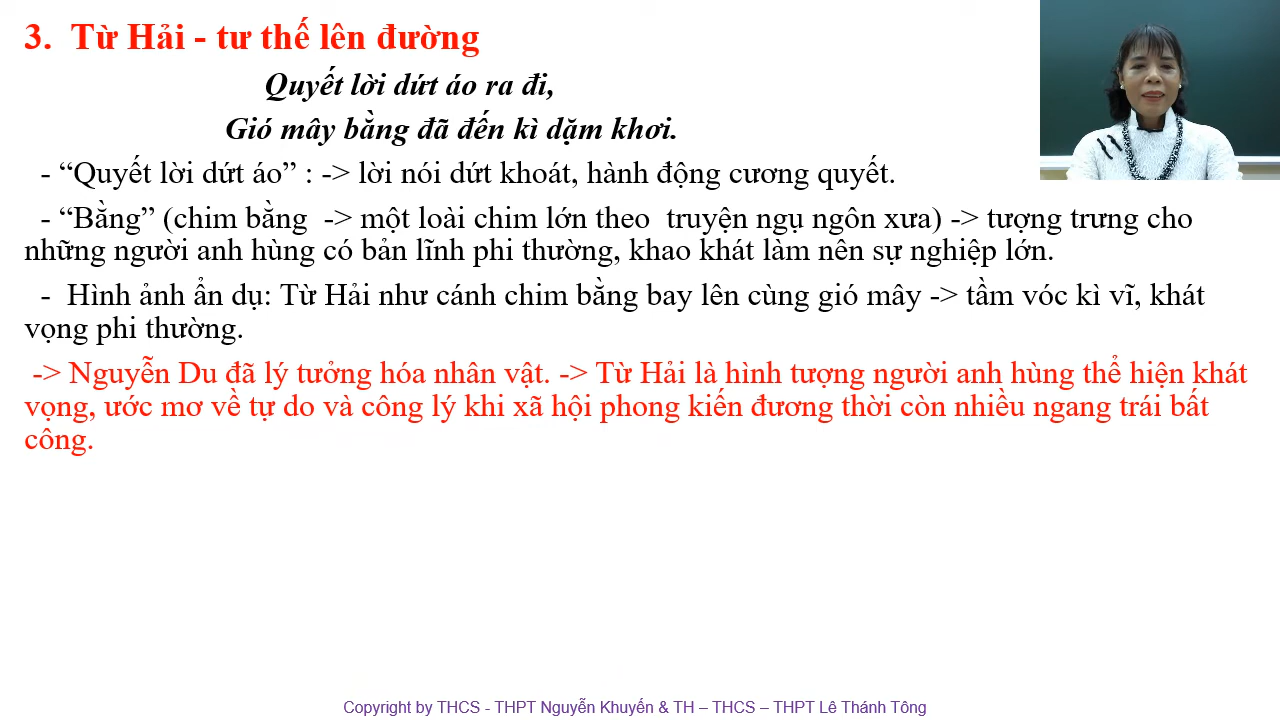 3. Từ Hải - tư thế lên đường
Quyết lời dứt áo ra đi,
Gió mây bằng đã đến kì dặm khơi.
- “Quyết lời dứt áo” : -> lời nói dứt khoát, hành động cương quyết.
- “Bằng” (chim bằng -> một loài chim lớn theo truyện ngụ ngôn xưa) -> tượng trưng cho
những người anh hùng có bản lĩnh phi thường, khao khát làm nên sự nghiệp lớn.
- Hình ảnh ẩn dụ: Từ Hải như cánh chim bằng bay lên cùng gió mây -> tầm vóc kì vĩ, khát
vọng phi thường.
-> Nguyễn Du đã lý tưởng hóa nhân vật. -> Từ Hải là hình tượng người anh hùng thể hiện khát
vọng, ước mơ về tự do và công lý khi xã hội phong kiến đương thời còn nhiều ngang trái bất
công.
Copyright by THCS - THPT Nguyễn Khuyến & TH – THCS – THPT Lê Thánh Tông